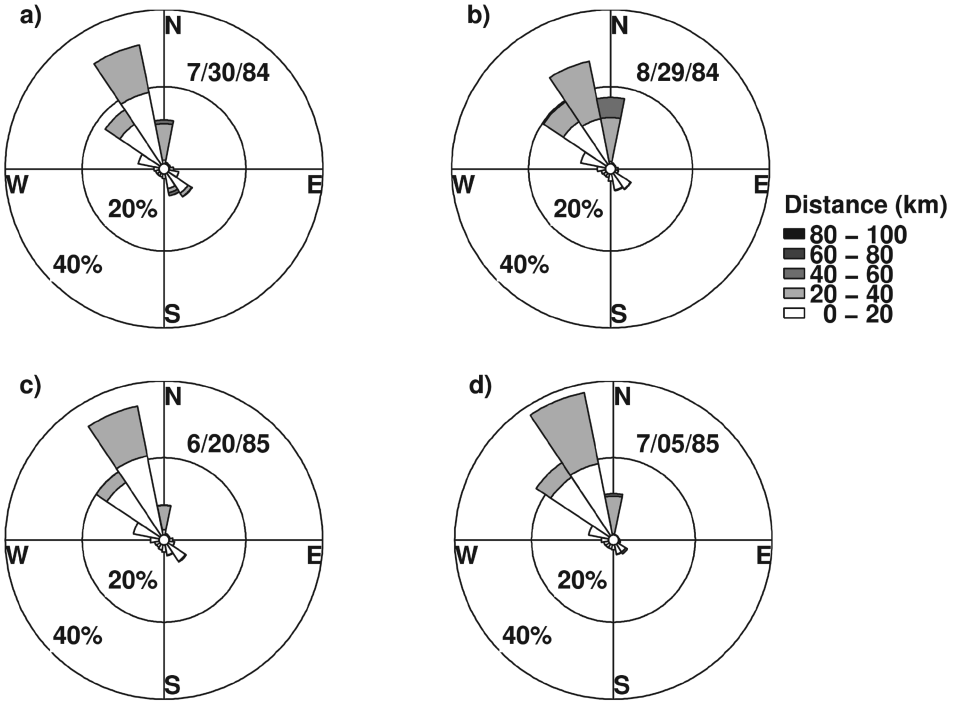 a)
N
7/30/84
W
E
20%
40%
S
b)
N
8/29/84
W
E
20%
40%
S
Distance (km)
80 – 100
60 – 80
40 – 60
20 – 40
0 – 20
c)
N
6/20/85
W
E
20%
40%
S
d)
N
7/05/85
W
E
20%
40%
S